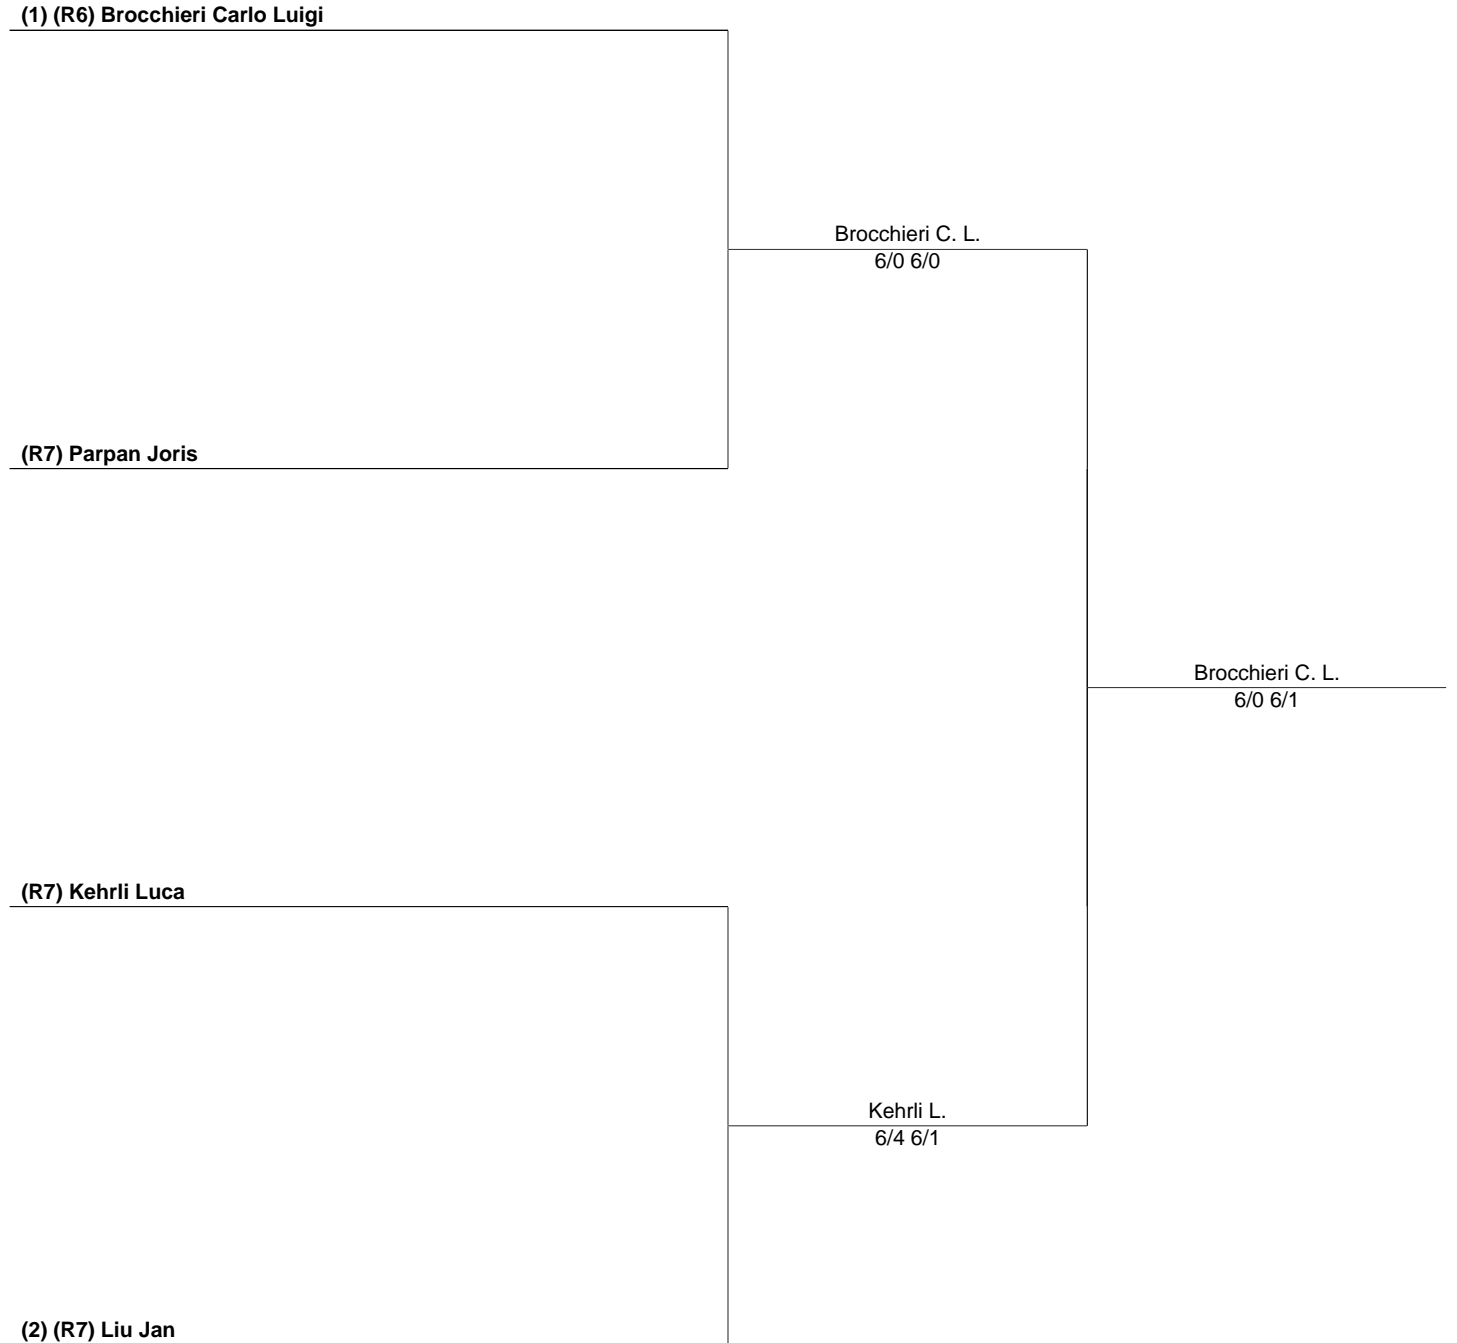 (1) (R6) Brocchieri Carlo Luigi
Brocchieri C. L.
6/0 6/0
(R7) Parpan Joris
Brocchieri C. L.
6/0 6/1
(R7) Kehrli Luca
Kehrli L.
6/4 6/1
(2) (R7) Liu Jan